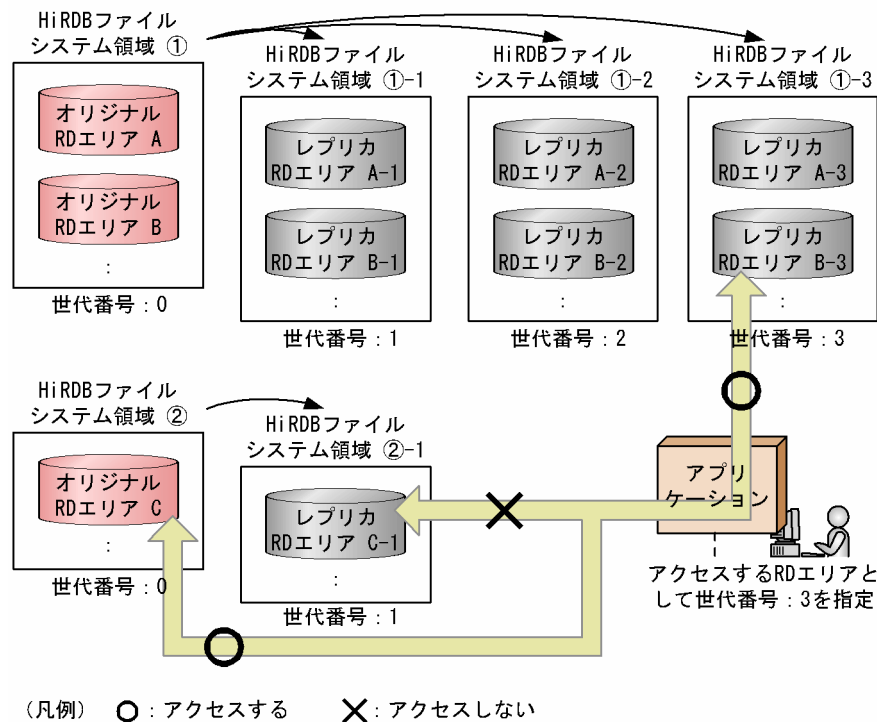 HiRDBファイル
システム領域 ①
HiRDBファイル
システム領域 ①-1
HiRDBファイル
システム領域 ①-2
HiRDBファイル
システム領域 ①-3
オリジナル
RDエリア A
オリジナル
RDエリア B
:
世代番号:0
レプリカ
RDエリア A-1
レプリカ
RDエリア B-1
:
世代番号:1
レプリカ
RDエリア A-2
レプリカ
RDエリア B-2
:
世代番号:2
レプリカ
RDエリア A-3
レプリカ
RDエリア B-3
:
世代番号:3
HiRDBファイル
システム領域 ②
HiRDBファイル
システム領域 ②-1
オリジナル
RDエリア C
:
世代番号:0
レプリカ
RDエリア C-1
:
世代番号:1
アプリ
ケーション
アクセスするRDエリアと
して世代番号:3を指定
(凡例) ○:アクセスする ×:アクセスしない